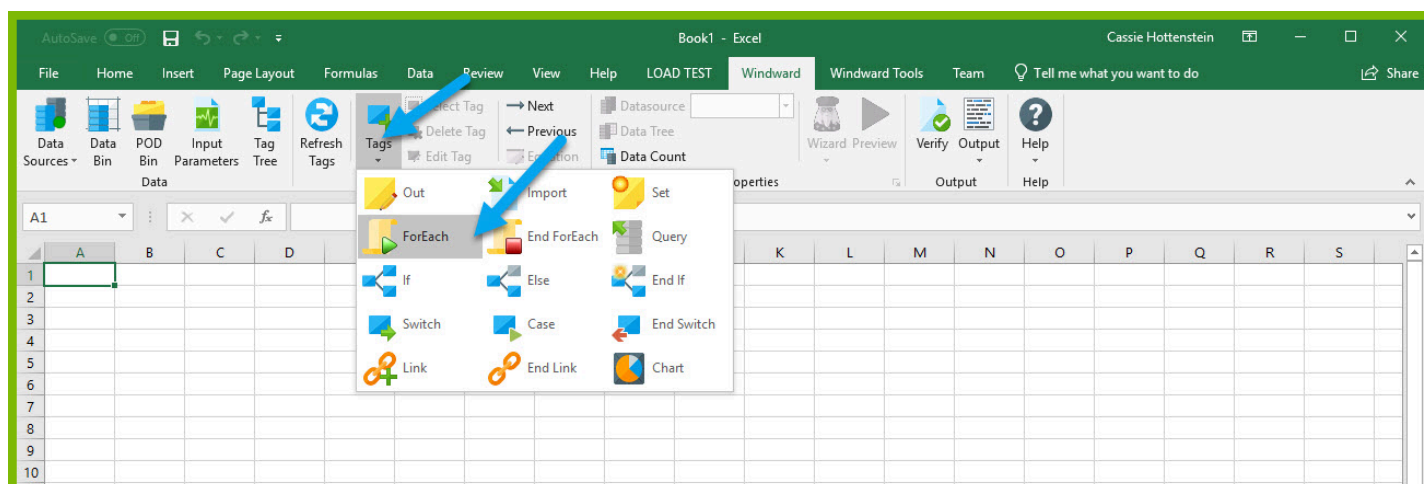 AutoSave Off Book1 - Excel Cassie Hottenstein
File Home Insert Page Layout Formulas Data Review View Help LOAD TEST Windward Windward Tools Team Tell me what you want to do Share
Select Tag Next Datasource
Delete Tag Previous Data Tree
Data Sources Data Bin POD Bin Input Parameters Tag Tree Refresh Tags Tags Wizard Preview Verify Output Help
Edit Tag Data Count
Data Output Help
Out Import Set
A1 fx
ForEach End ForEach Query
A B C D K L M N O P Q R S
1
If Else End If
2
3
Switch Case End Switch
4
5
Link End Link Chart
6
7
8
9
10